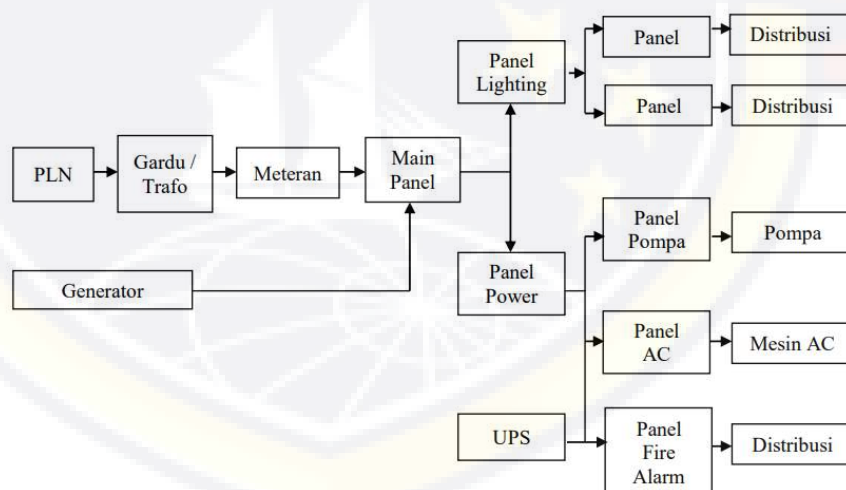 Panel
Distribusi
Panel
Lighting
Panel
Distribusi
PLN
Gardu /
Trafo
Meteran
Main
Panel
Panel
Pompa
Pompa
Generator
Panel
Power
Panel
AC
Mesin AC
UPS
Panel
Fire
Alarm
Distribusi